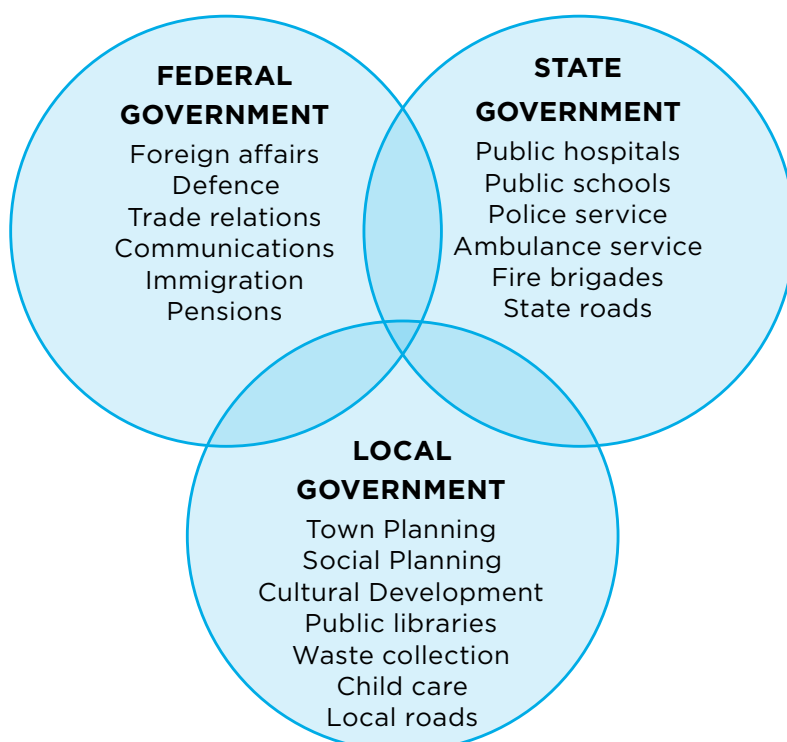 FEDERAL
GOVERNMENT
Foreign affairs
Defence
Trade relations
Communications
Immigration
Pensions
STATE
GOVERNMENT
Public hospitals
Public schools
Police service
Ambulance service
Fire brigades
State roads
LOCAL
GOVERNMENT
Town Planning
Social Planning
Cultural Development
Public libraries
Waste collection
Child care
Local roads